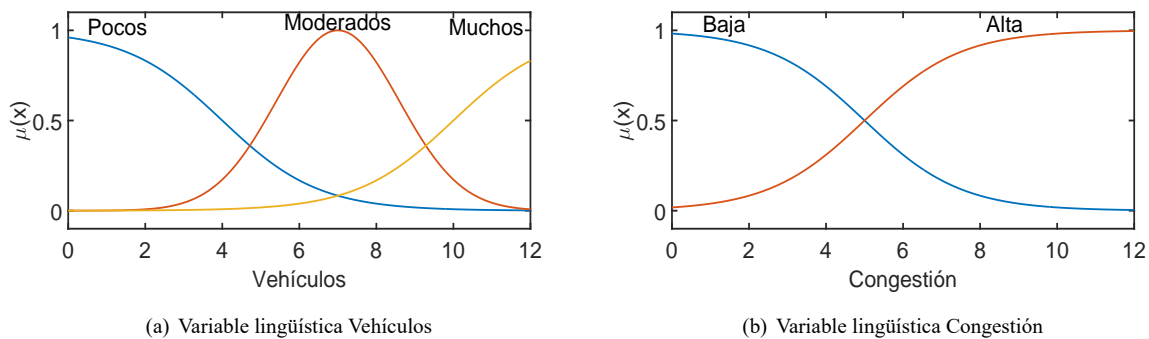 Pocos
Moderados
Muchos
1
0.5
0
μ(x)
0 2 4 6 8 10 12
Vehículos
(a) Variable lingüística Vehículos
Baja
Alta
1
0.5
0
μ(x)
0 2 4 6 8 10 12
Congestión
(b) Variable lingüística Congestión